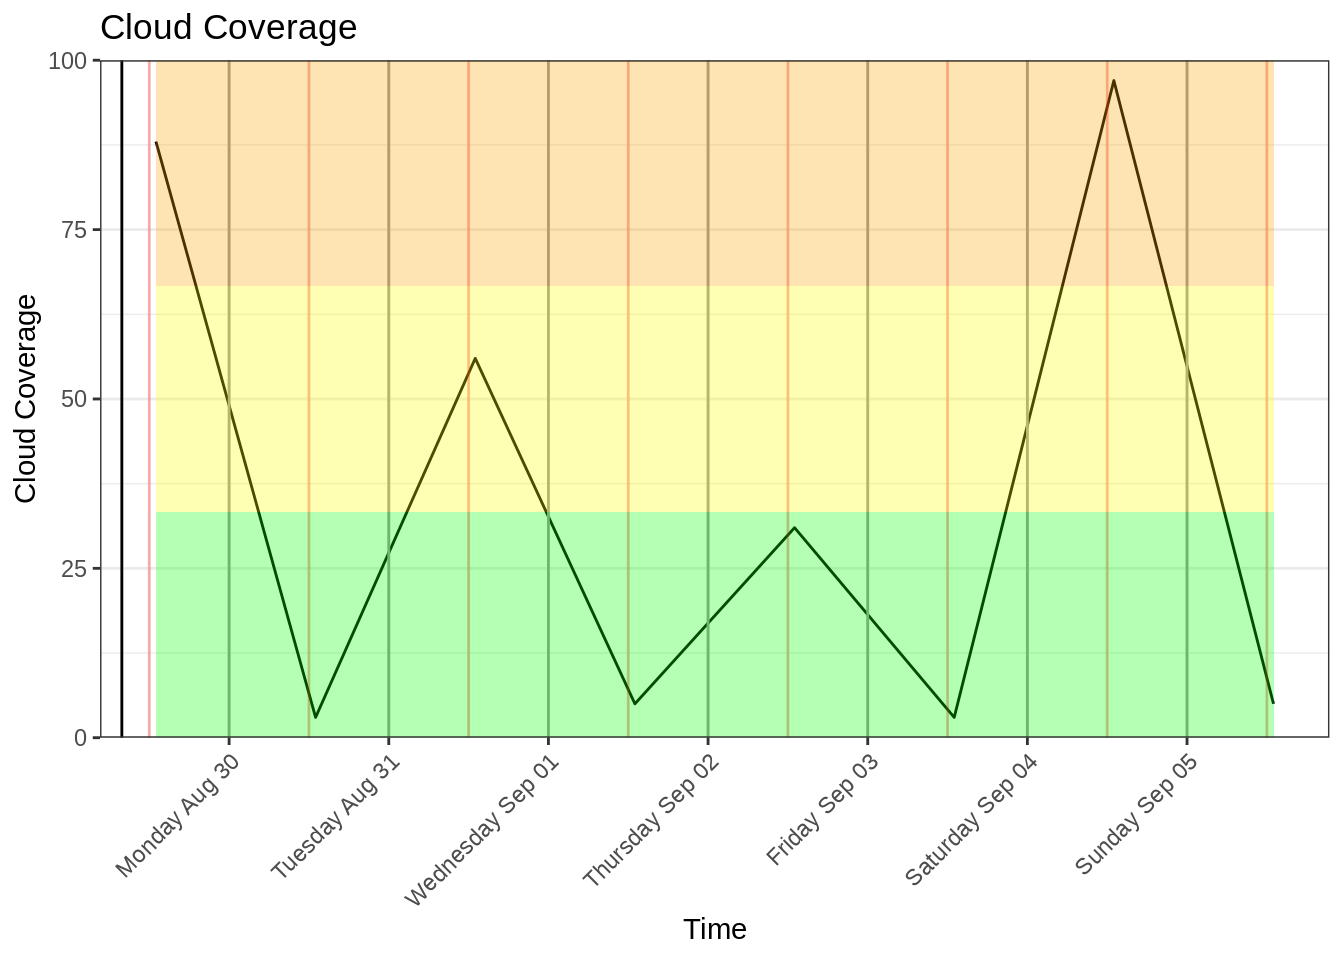 Cloud Coverage
Cloud Coverage
100
75
50
25
0
Monday Aug 30
Tuesday Aug 31
Wednesday Sep 01
Thursday Sep 02
Friday Sep 03
Saturday Sep 04
Sunday Sep 05
Time